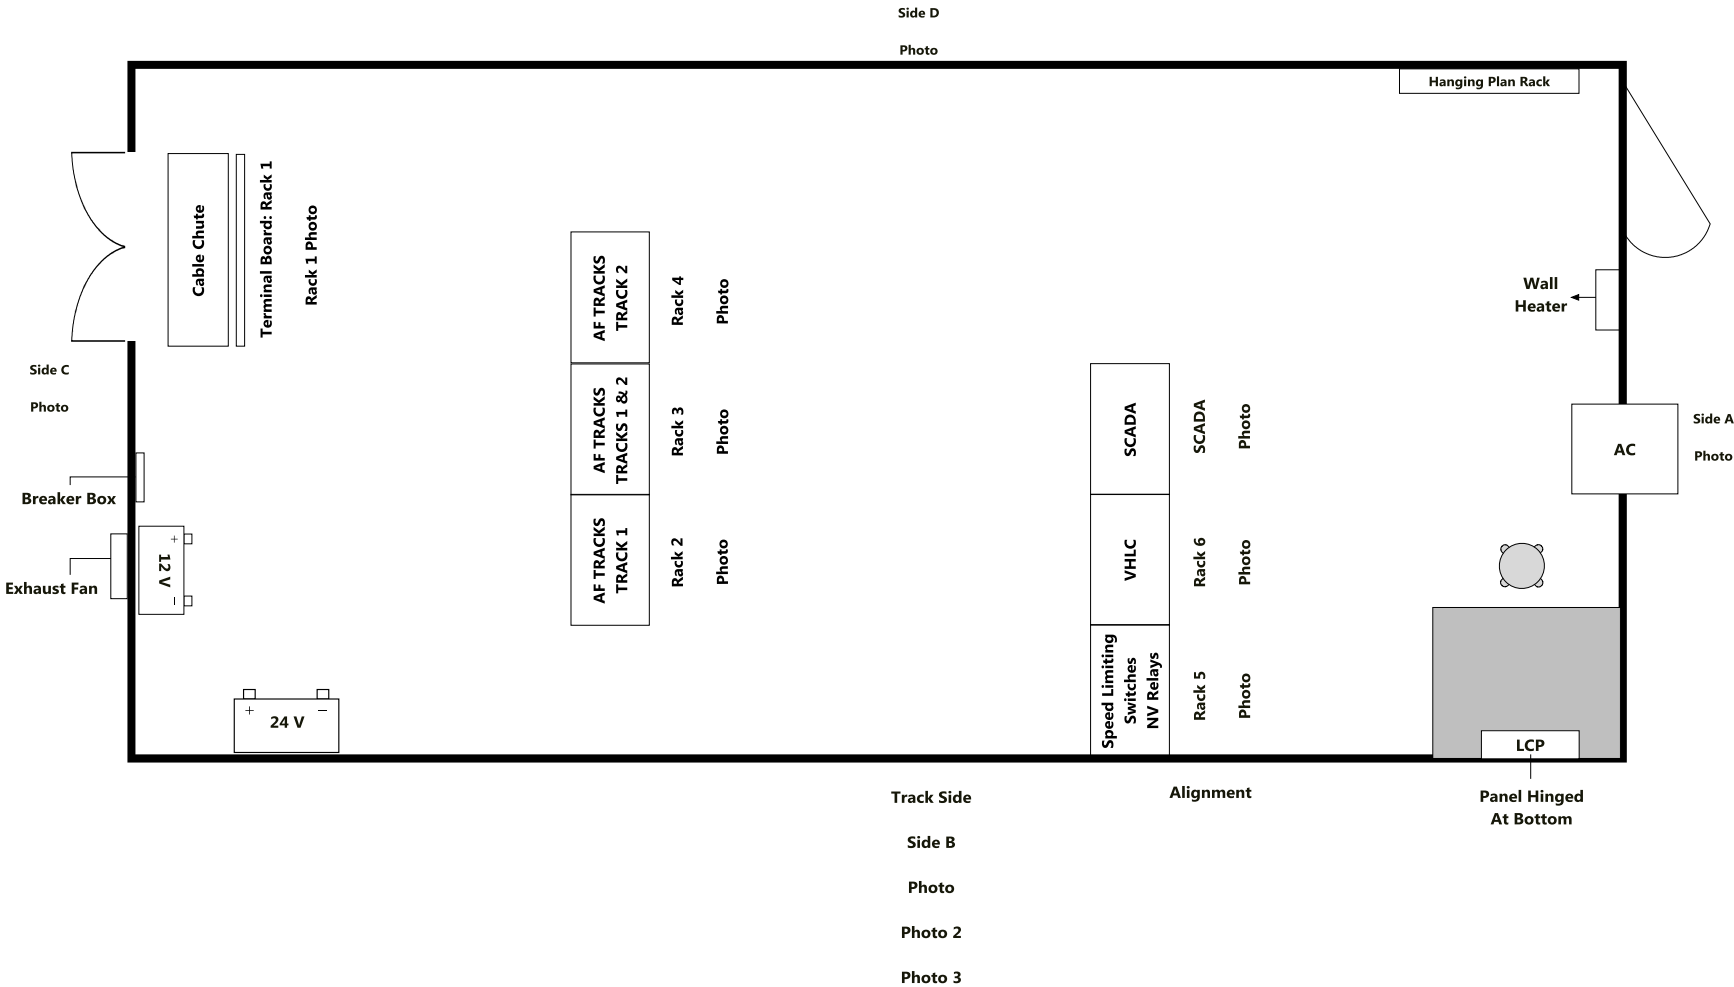 Side D
Photo
Hanging Plan Rack
Cable Chute
Terminal Board: Rack 1
Rack 1 Photo
AF TRACKS
TRACK 2
Rack 4
Photo
Wall
Heater
Side C
Photo
AF TRACKS
TRACKS 1 & 2
Rack 3
Photo
SCADA
SCADA
Photo
AC
Side A
Photo
Breaker Box
Exhaust Fan
+
12 V
−
AF TRACKS
TRACK 1
Rack 2
Photo
VHLC
Rack 6
Photo
+
24 V
−
Speed Limiting
Switches
NV Relays
Rack 5
Photo
LCP
Panel Hinged
At Bottom
Alignment
Track Side
Side B
Photo
Photo 2
Photo 3